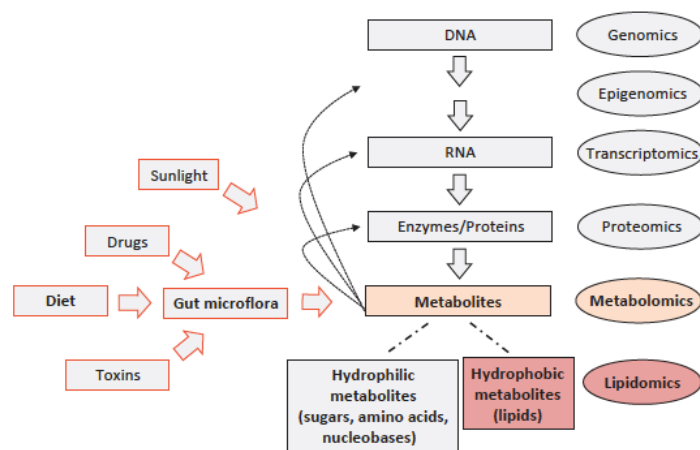 DNA
Genomics
Epigenomics
RNA
Transcriptomics
Sunlight
Enzymes/Proteins
Proteomics
Drugs
Diet
Gut microflora
Metabolites
Metabolomics
Toxins
Hydrophilic
metabolites
(sugars, amino acids,
nucleobases)
Hydrophobic
metabolites
(lipids)
Lipidomics